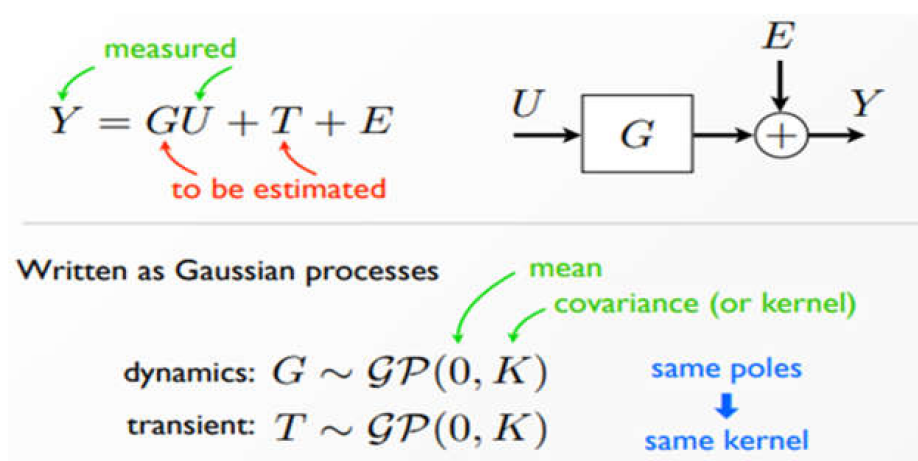 measured
Y = GU + T + E
to be estimated
E
U
G
+
Y
Written as Gaussian processes
mean
covariance (or kernel)
dynamics: G ∼ 𝒢𝒫(0, K)
transient: T ∼ 𝒢𝒫(0, K)
same poles
same kernel